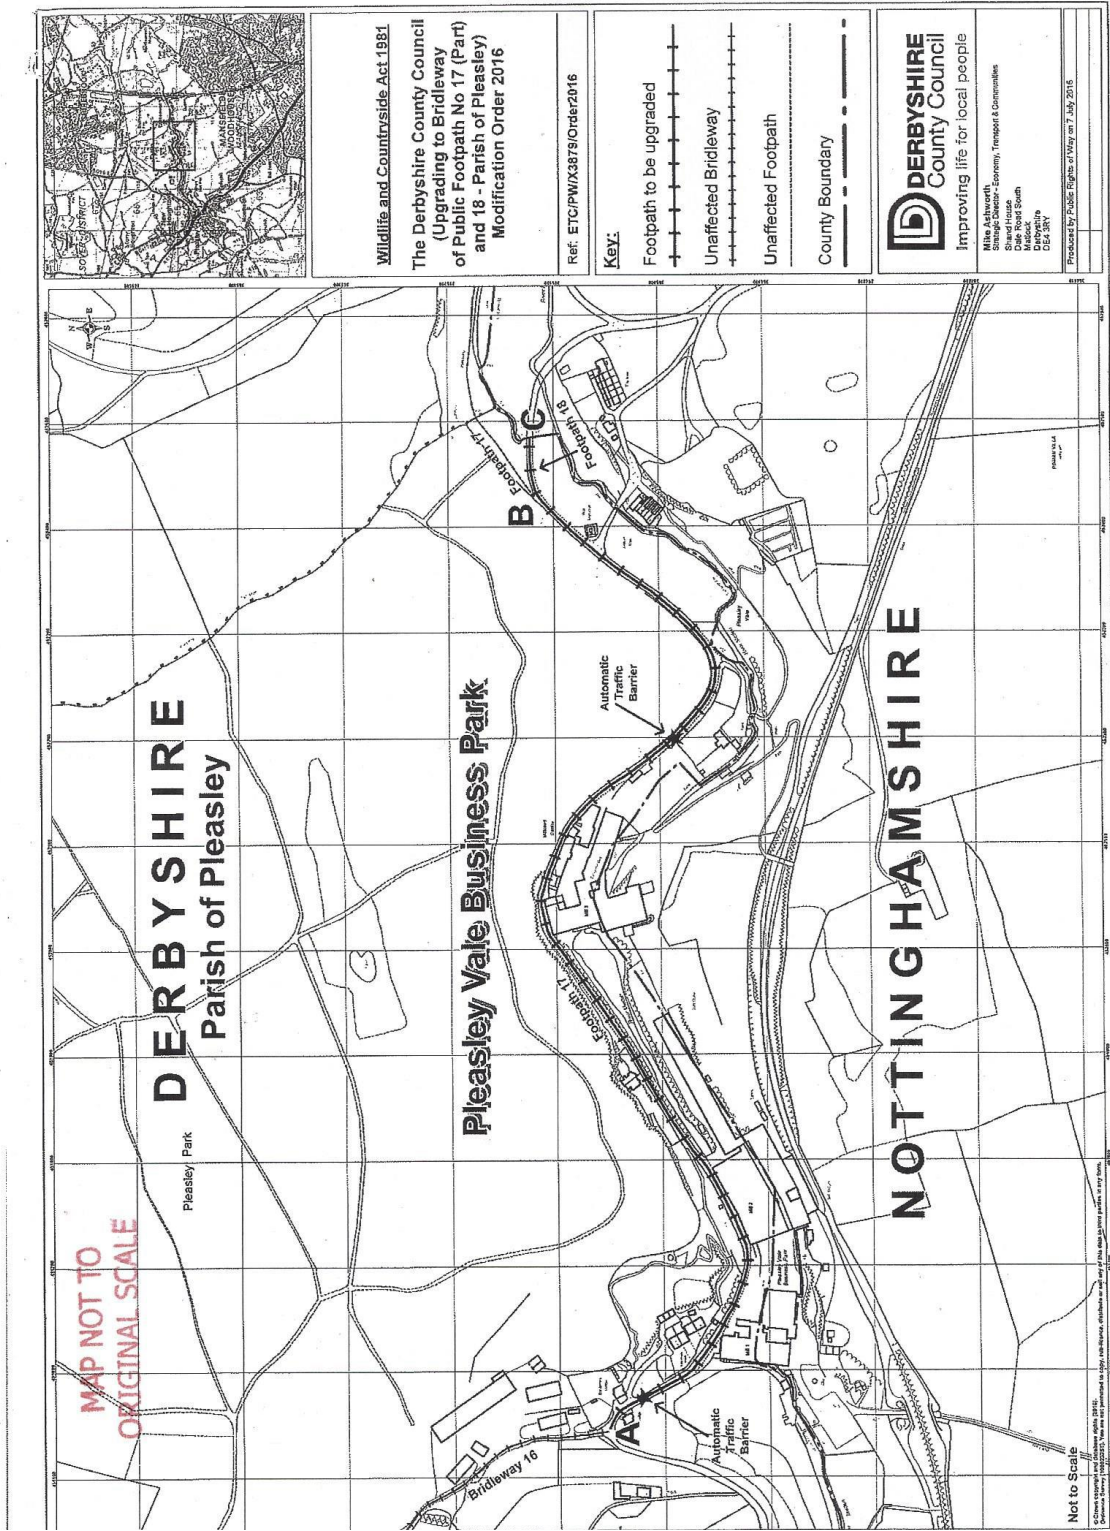 Wildlife and Countryside Act 1981
The Derbyshire County Council
(Upgrading to Bridleway
of Public Footpath No 17 (Part)
and 18 - Parish of Pleasley)
Modification Order 2016
Ref: ETC/PW/X3879/Order2016
Key:
Footpath to be upgraded
Unaffected Bridleway
Unaffected Footpath
County Boundary
DERBYSHIRE
County Council
Improving life for local people
Mike Ashworth
Strategic Director - Economy, Transport & Communities
Shand House
Dale Road South
Matlock
Derbyshire
DE4 3RY
Produced by Public Rights of Way on 7 July 2016
N
E
S
W
MAP NOT TO
ORIGINAL SCALE
DERBYSHIRE
Parish of Pleasley
Pleasley Park
Pleasley Vale Business Park
NOTTINGHAMSHIRE
A
B
C
Bridleway 16
Footpath 17
Footpath 17
Footpath 18
Automatic
Traffic
Barrier
Automatic
Traffic
Barrier
Not to Scale